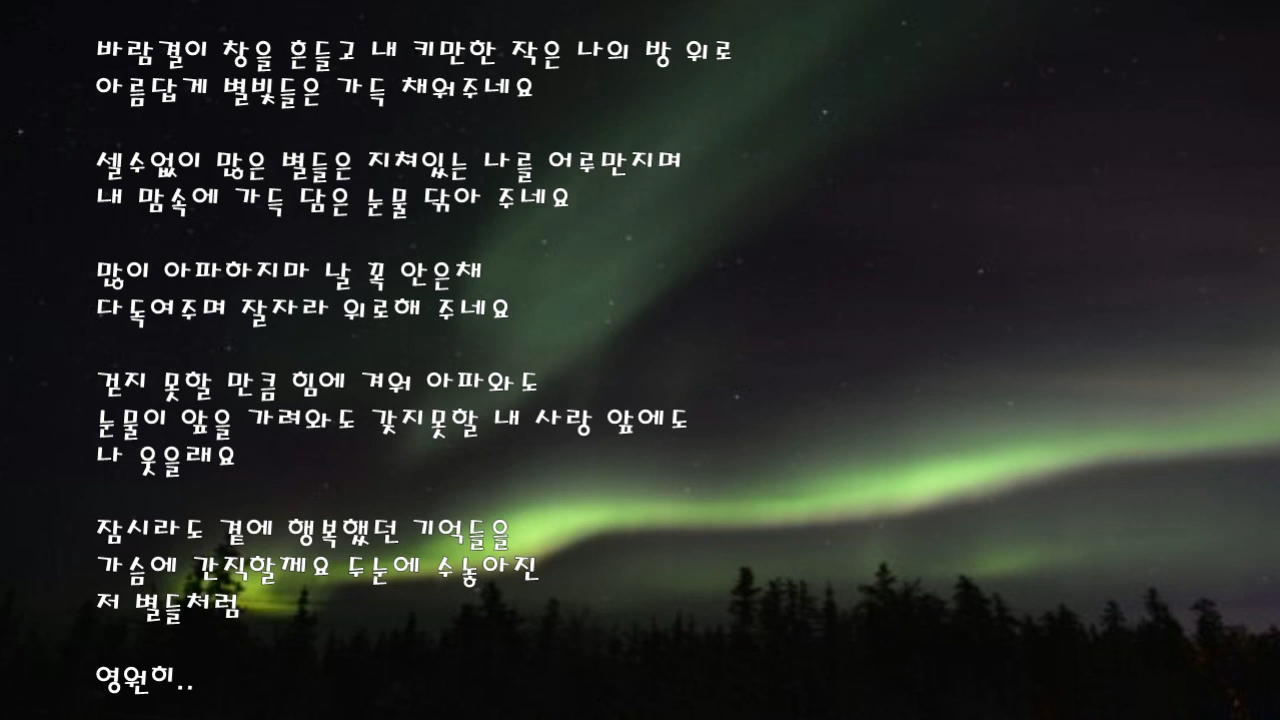 바람결이 창을 흔들고 내 키만한 작은 나의 방 위로
아름답게 별빛들은 가득 채워주네요
셀수없이 많은 별들은 지쳐있는 나를 어루만지며
내 맘속에 가득 담은 눈물 닦아 주네요
많이 아파하지마 날 꼭 안은채
다독여주며 잘자라 위로해 주네요
걷지 못할 만큼 힘에 겨워 아파와도
눈물이 앞을 가려와도 갖지못할 내 사랑 앞에도
나 웃을래요
잠시라도 곁에 행복했던 기억들을
가슴에 간직할께요 두눈에 수놓아진
저 별들처럼
영원히..